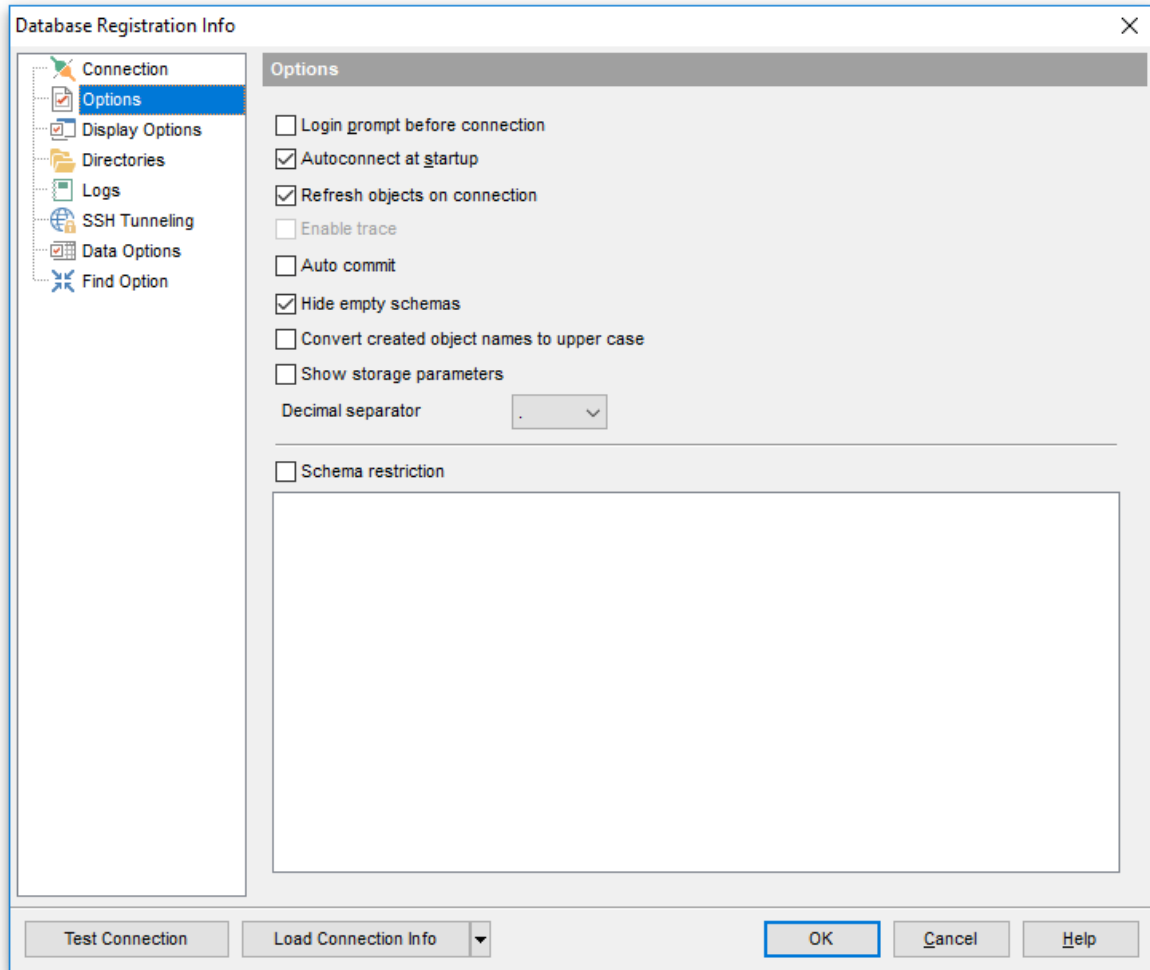 Database Registration Info
Connection
Options
Display Options
Directories
Logs
SSH Tunneling
Data Options
Find Option
Options
Login prompt before connection
Autoconnect at startup
Refresh objects on connection
Enable trace
Auto commit
Hide empty schemas
Convert created object names to upper case
Show storage parameters
Decimal separator .
Schema restriction
Test Connection Load Connection Info OK Cancel Help